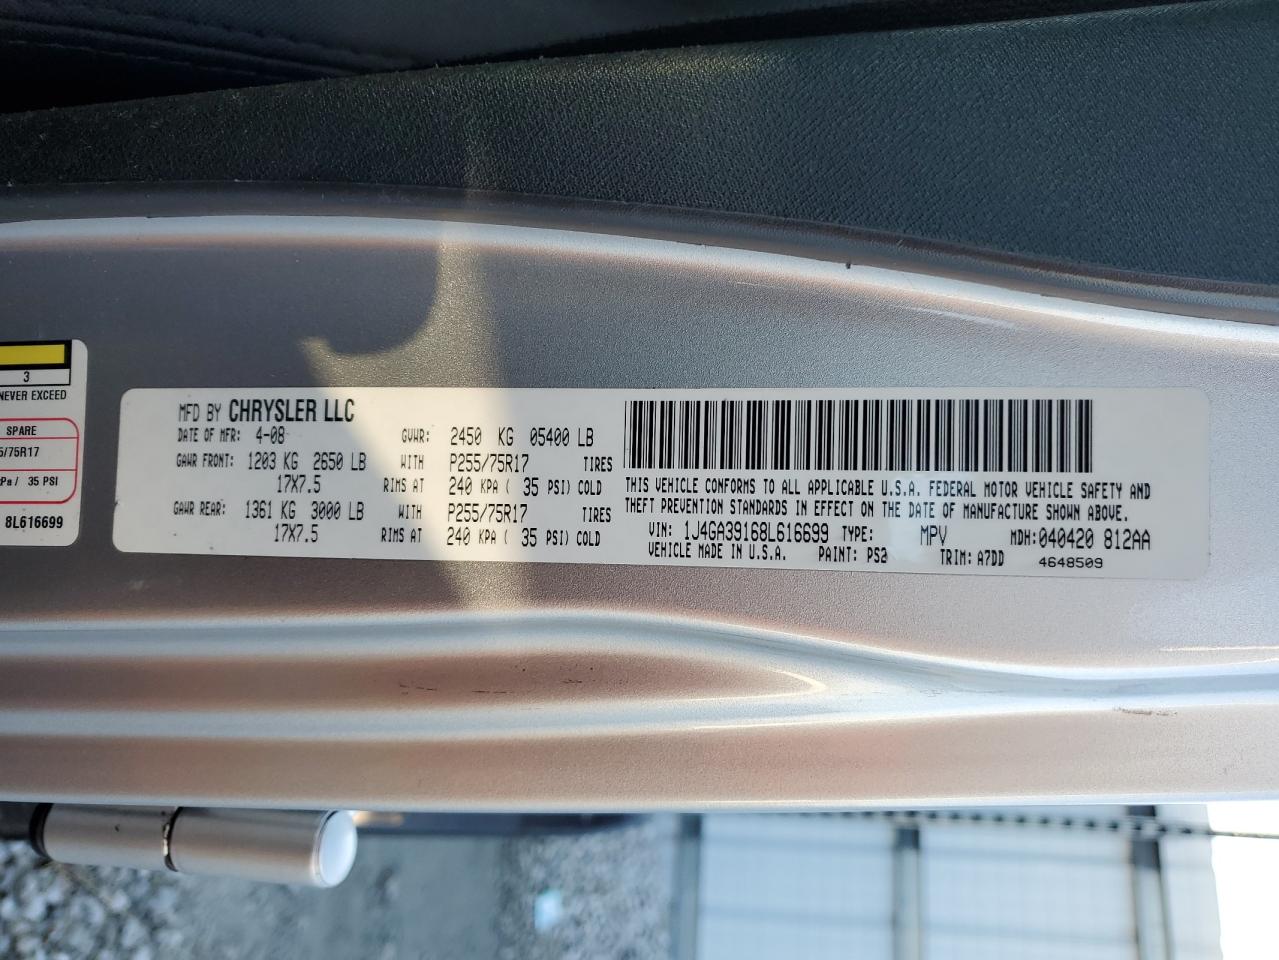 3
NEVER EXCEED
SPARE
5/75R17
kPa / 35 PSI
8L616699
MFD BY CHRYSLER LLC
DATE OF MFR: 4-08 GVWR: 2450 KG 05400 LB
GAWR FRONT: 1203 KG 2650 LB WITH P255/75R17 TIRES
17X7.5 RIMS AT 240 KPA ( 35 PSI) COLD
GAWR REAR: 1361 KG 3000 LB WITH P255/75R17 TIRES
17X7.5 RIMS AT 240 KPA ( 35 PSI) COLD
THIS VEHICLE CONFORMS TO ALL APPLICABLE U.S.A. FEDERAL MOTOR VEHICLE SAFETY AND
THEFT PREVENTION STANDARDS IN EFFECT ON THE DATE OF MANUFACTURE SHOWN ABOVE.
VIN: 1J4GA39168L616699 TYPE: MPV MDH: 040420 812AA
VEHICLE MADE IN U.S.A. PAINT: PS2 TRIM: A7DD 4648509